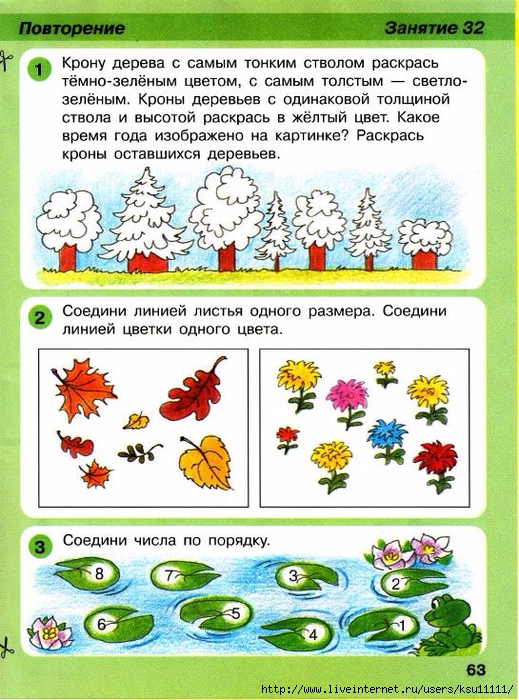 Повторение Занятие 32
1 Крону дерева с самым тонким стволом раскрась
тёмно-зелёным цветом, с самым толстым — светло-
зелёным. Кроны деревьев с одинаковой толщиной
ствола и высотой раскрась в жёлтый цвет. Какое
время года изображено на картинке? Раскрась
кроны оставшихся деревьев.
2 Соедини линией листья одного размера. Соедини
линией цветки одного цвета.
3 Соедини числа по порядку.
8 7 3 2
6 5 4 1
63
http://www.liveinternet.ru/users/ksu11111/